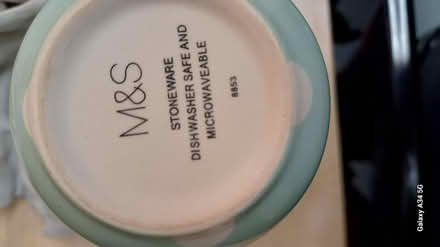 M&S
STONEWARE
DISHWASHER SAFE AND
MICROWAVEABLE
8853
Galaxy A34 5G